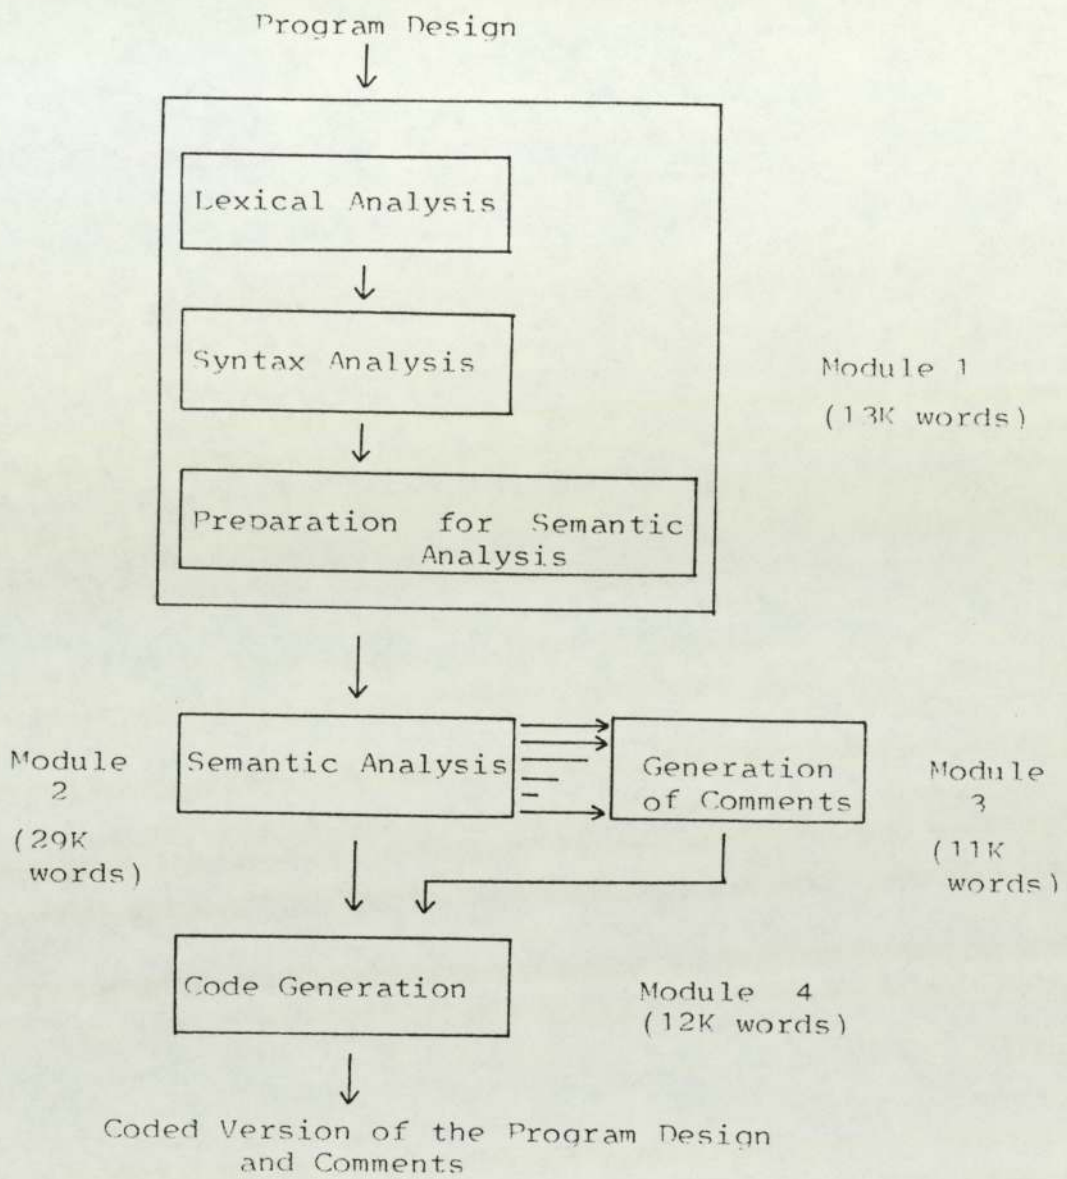 Program Design
Lexical Analysis
Syntax Analysis
Module 1
(13K words)
Preparation for Semantic
Analysis
Module
2
(29K
words)
Semantic Analysis
Generation
of Comments
Module
3
(11K
words)
Code Generation
Module 4
(12K words)
Coded Version of the Program Design
and Comments